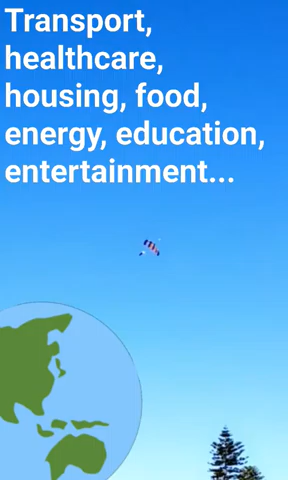 Transport,
healthcare,
housing, food,
energy, education,
entertainment...